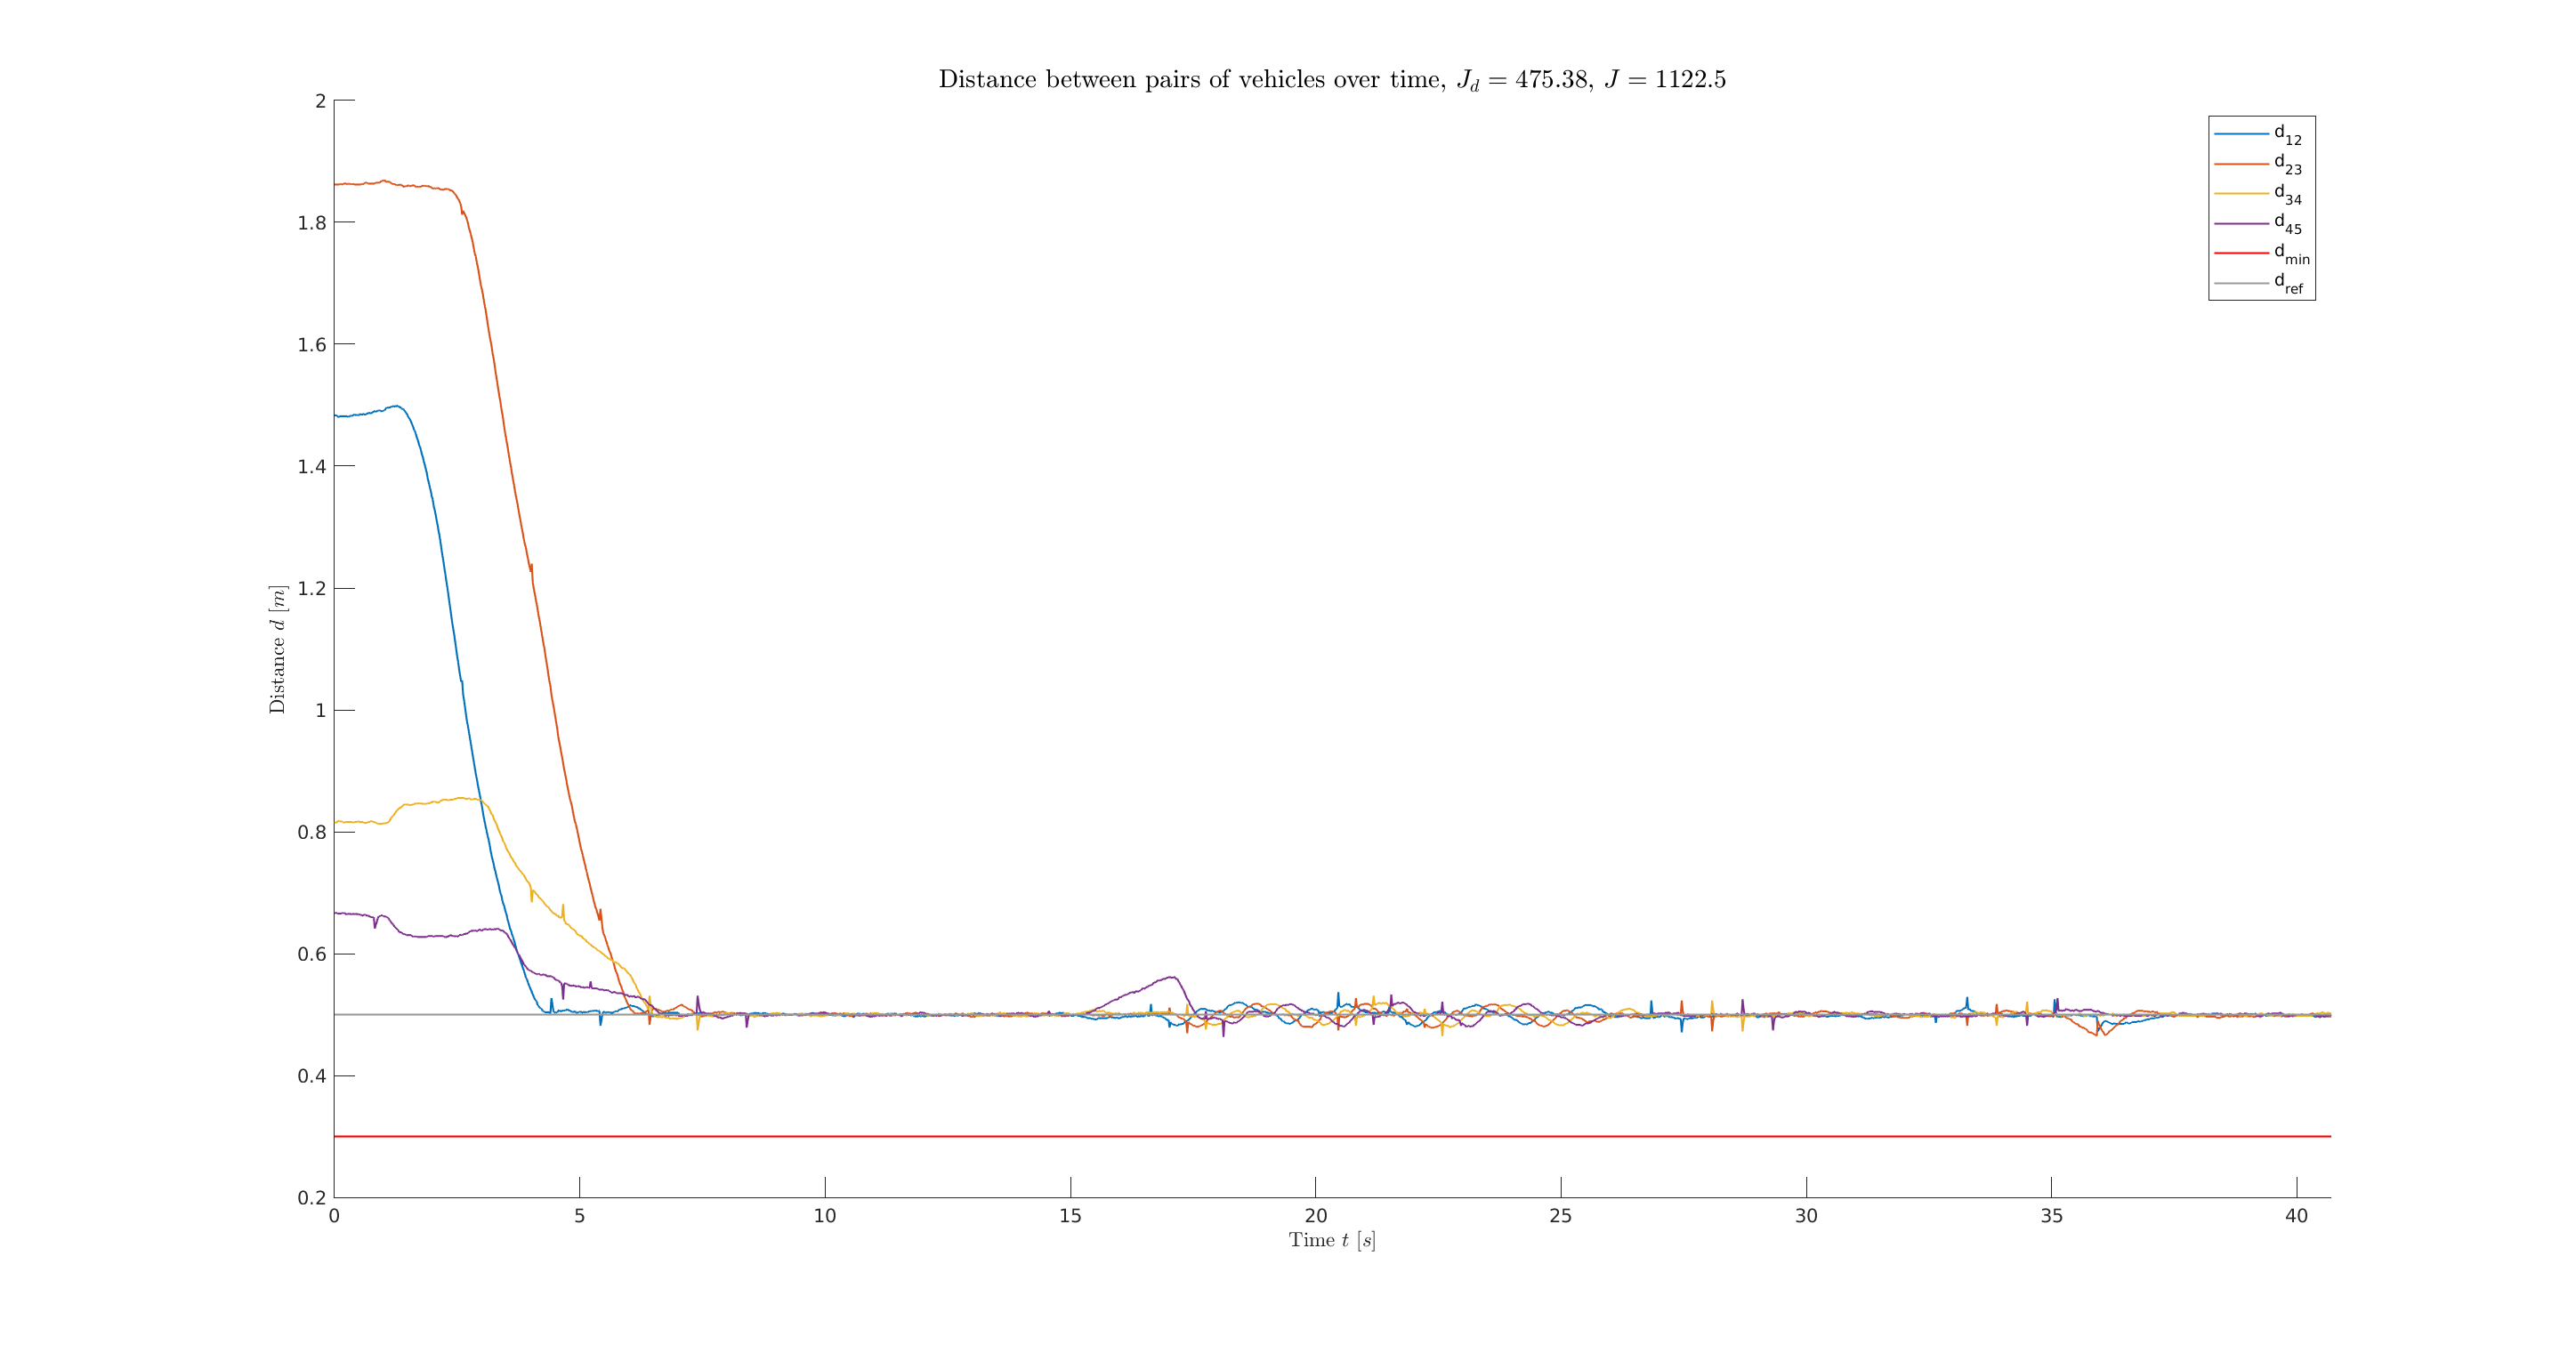 Distance between pairs of vehicles over time, J_d = 475.38, J = 1122.5
2
1.8
1.6
1.4
1.2
1
0.8
0.6
0.4
0.2
Distance d [m]
0 5 10 15 20 25 30 35 40
Time t [s]
d_12
d_23
d_34
d_45
d_min
d_ref